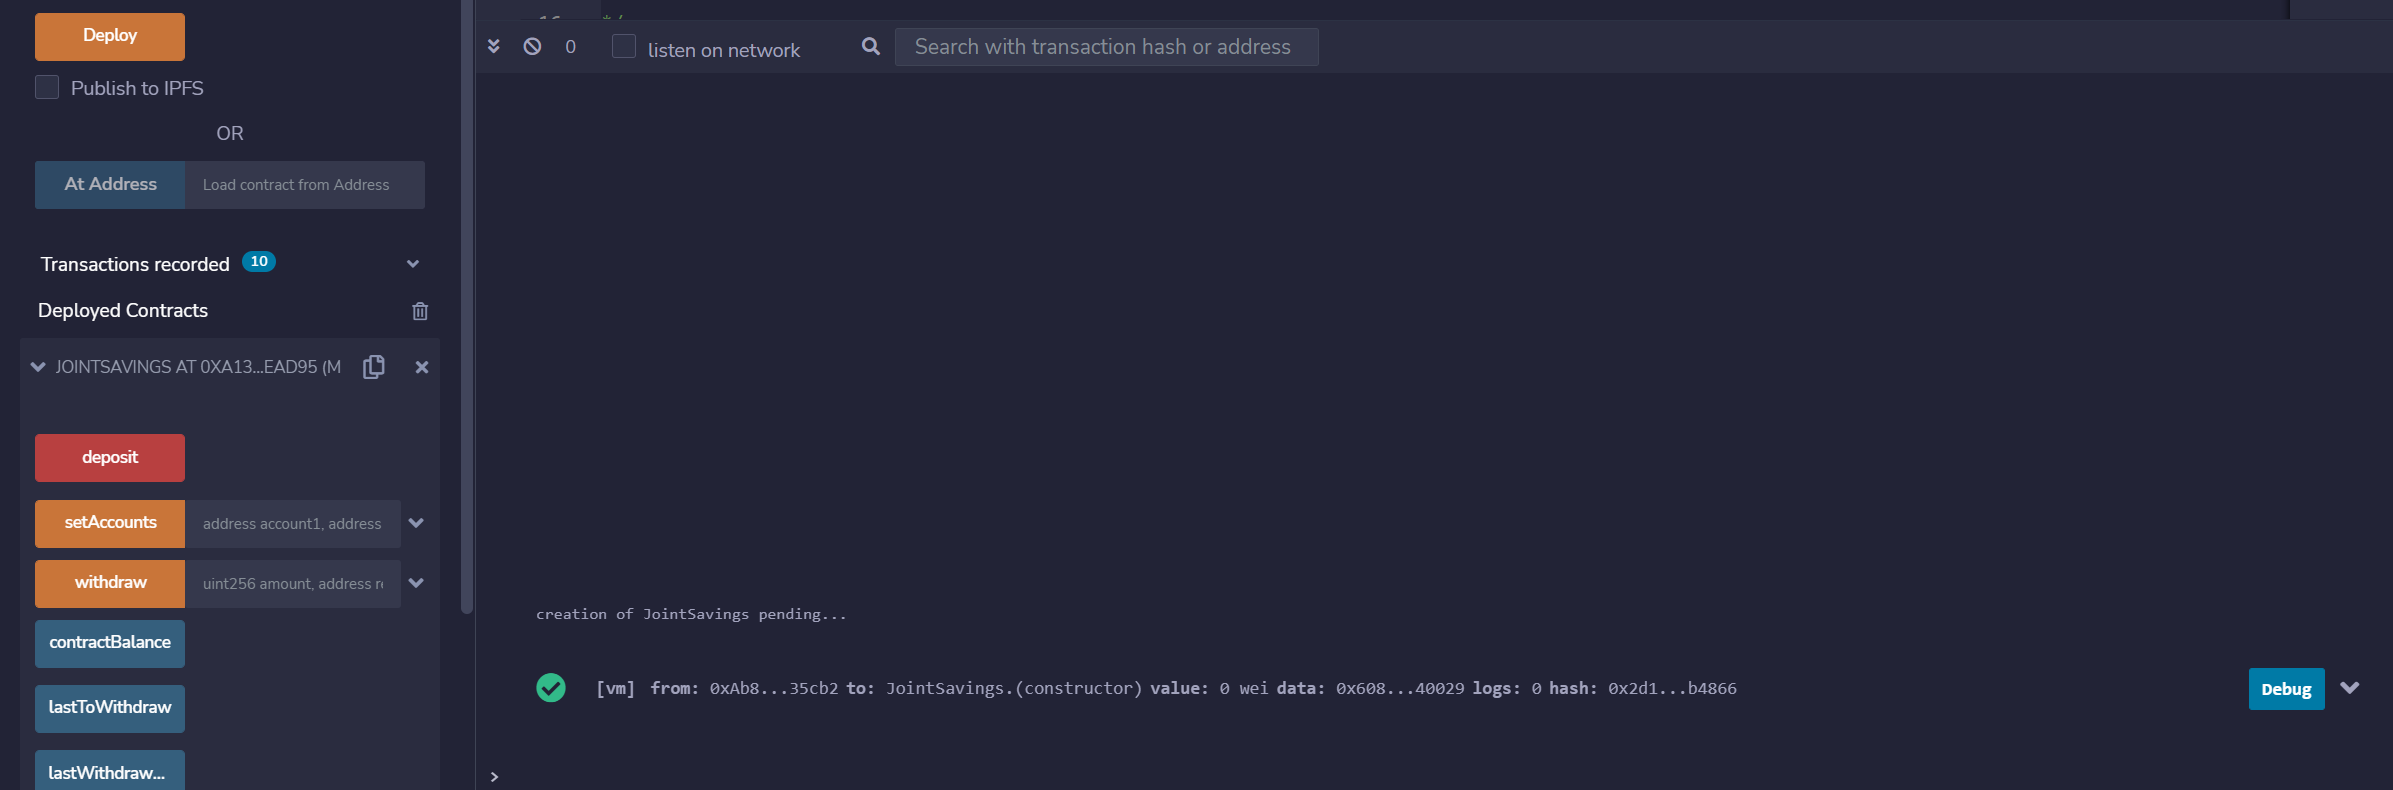 Deploy
Publish to IPFS
OR
At Address Load contract from Address
Transactions recorded 10
Deployed Contracts
JOINTSAVINGS AT 0XA13...EAD95 (M
deposit
setAccounts address account1, address
withdraw uint256 amount, address re
contractBalance
lastToWithdraw
lastWithdraw...
16 */
0 listen on network Search with transaction hash or address
creation of JointSavings pending...
[vm] from: 0xAb8...35cb2 to: JointSavings.(constructor) value: 0 wei data: 0x608...40029 logs: 0 hash: 0x2d1...b4866
Debug
>